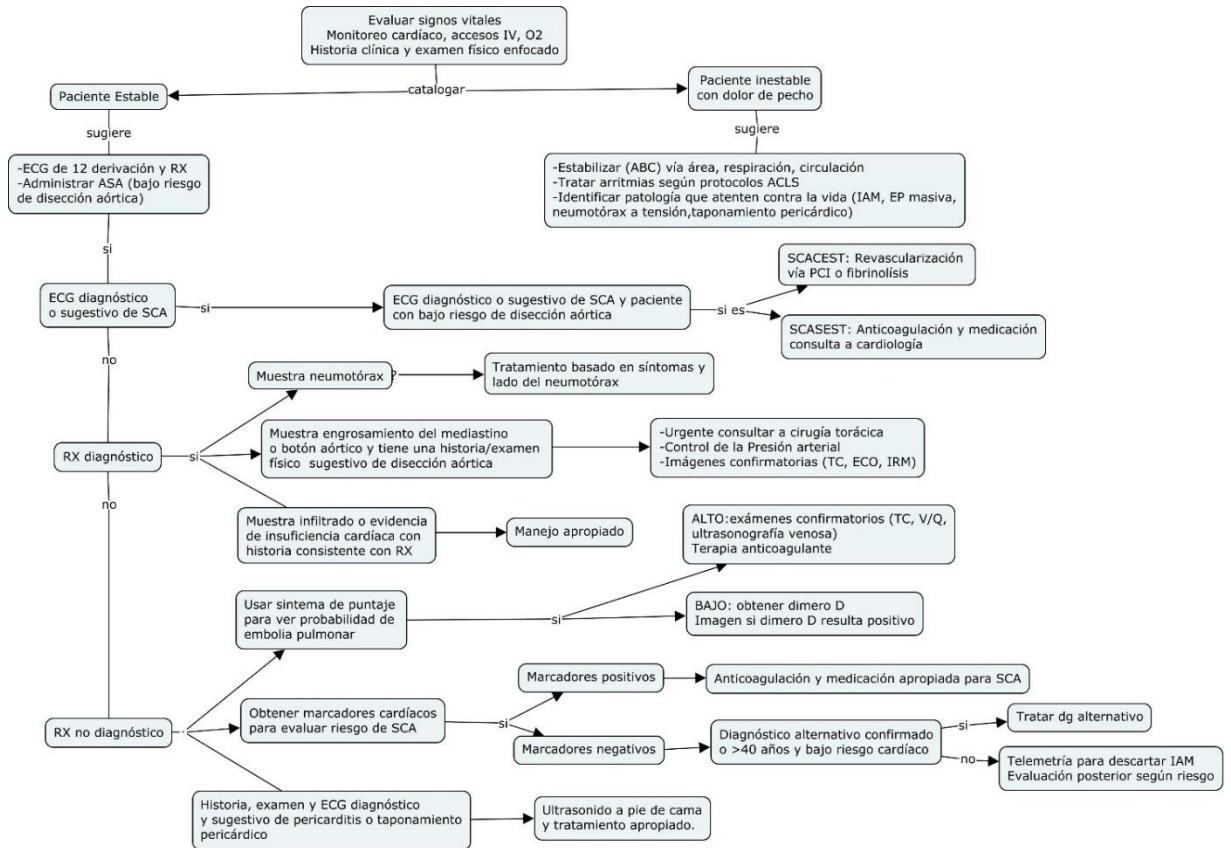 Evaluar signos vitales
Monitoreo cardíaco, accesos IV, O2
Historia clínica y examen físico enfocado
catalogar
Paciente Estable
Paciente inestable
con dolor de pecho
sugiere
sugiere
-ECG de 12 derivación y RX
-Administrar ASA (bajo riesgo
de disección aórtica)
-Estabilizar (ABC) vía área, respiración, circulación
-Tratar arritmias según protocolos ACLS
-Identificar patología que atenten contra la vida (IAM, EP masiva,
neumotórax a tensión,taponamiento pericárdico)
si
ECG diagnóstico
o sugestivo de SCA
si
ECG diagnóstico o sugestivo de SCA y paciente
con bajo riesgo de disección aórtica
si es
SCACEST: Revascularización
vía PCI o fibrinolísis
SCASEST: Anticoagulación y medicación
consulta a cardiología
no
RX diagnóstico
si
Muestra neumotórax
?
Tratamiento basado en síntomas y
lado del neumotórax
Muestra engrosamiento del mediastino
o botón aórtico y tiene una historia/examen
físico sugestivo de disección aórtica
-Urgente consultar a cirugía torácica
-Control de la Presión arterial
-Imágenes confirmatorias (TC, ECO, IRM)
Muestra infiltrado o evidencia
de insuficiencia cardíaca con
historia consistente con RX
Manejo apropiado
no
RX no diagnóstico
Usar sintema de puntaje
para ver probabilidad de
embolia pulmonar
si
ALTO:exámenes confirmatorios (TC, V/Q,
ultrasonografía venosa)
Terapia anticoagulante
BAJO: obtener dimero D
Imagen si dimero D resulta positivo
Obtener marcadores cardíacos
para evaluar riesgo de SCA
si
Marcadores positivos
Anticoagulación y medicación apropiada para SCA
Marcadores negativos
Diagnóstico alternativo confirmado
o >40 años y bajo riesgo cardíaco
si
Tratar dg alternativo
no
Telemetría para descartar IAM
Evaluación posterior según riesgo
Historia, examen y ECG diagnóstico
y sugestivo de pericarditis o taponamiento
pericárdico
Ultrasonido a pie de cama
y tratamiento apropiado.